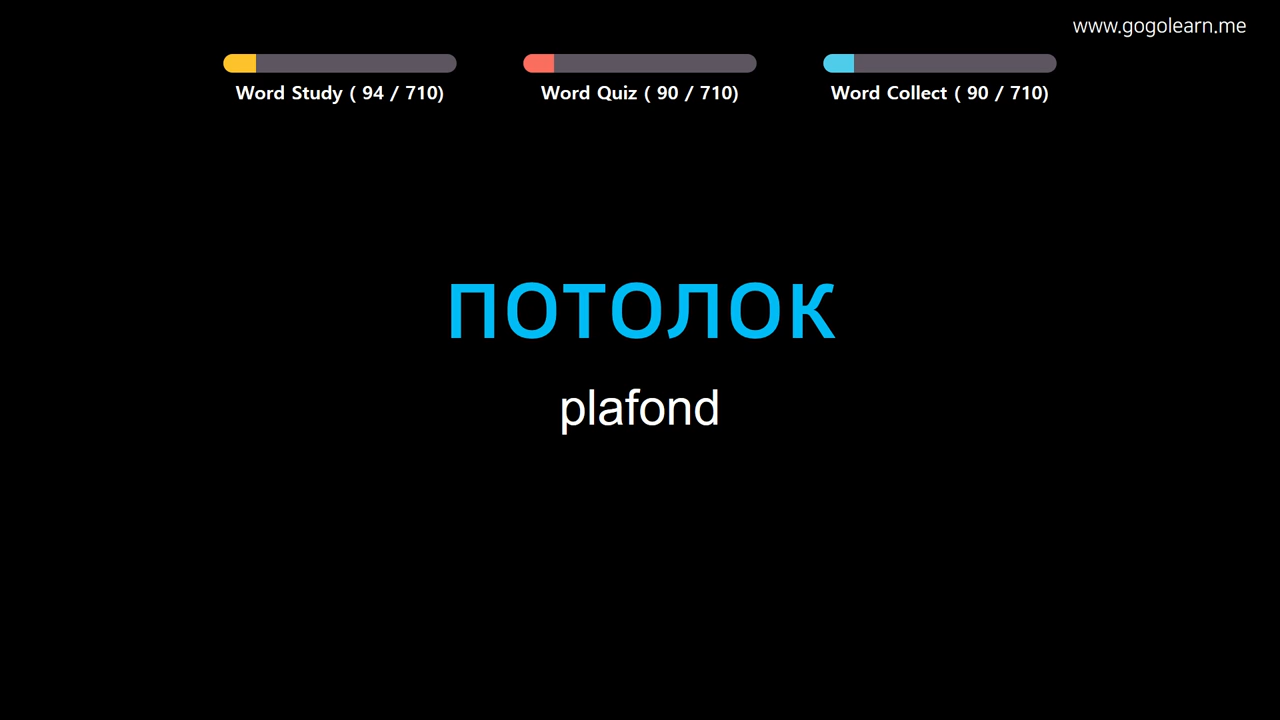 www.gogolearn.me
Word Study ( 94 / 710)
Word Quiz ( 90 / 710)
Word Collect ( 90 / 710)
потолок
plafond